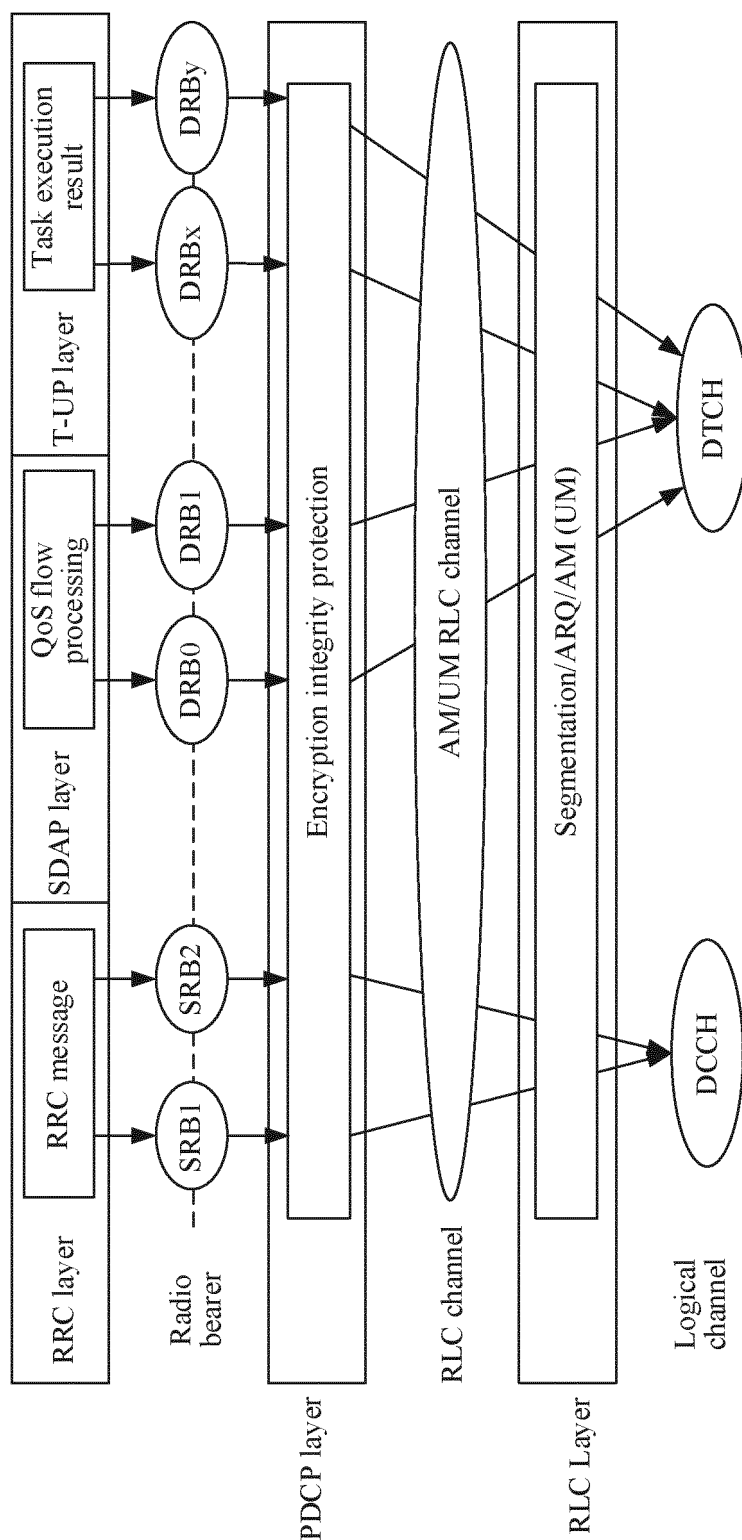 RRC message
QoS flow
processing
Task execution
result
RRC layer
SDAP layer
T-UP layer
Radio
bearer
SRB1
SRB2
DRB0
DRB1
DRBx
DRBy
PDCP layer
Encryption integrity protection
RLC channel
AM/UM RLC channel
RLC Layer
Segmentation/ARQ/AM (UM)
Logical
channel
DCCH
DTCH